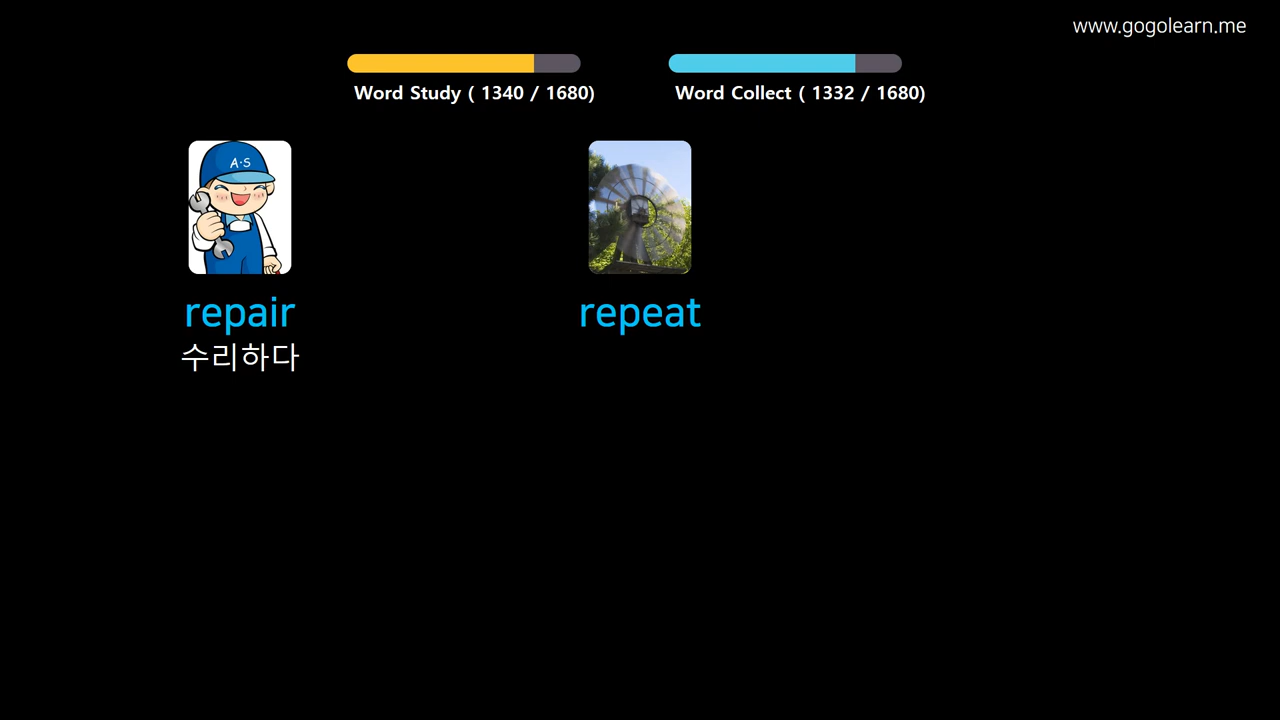 www.gogolearn.me
Word Study ( 1340 / 1680)
Word Collect ( 1332 / 1680)
A·S
repair
repeat
수리하다